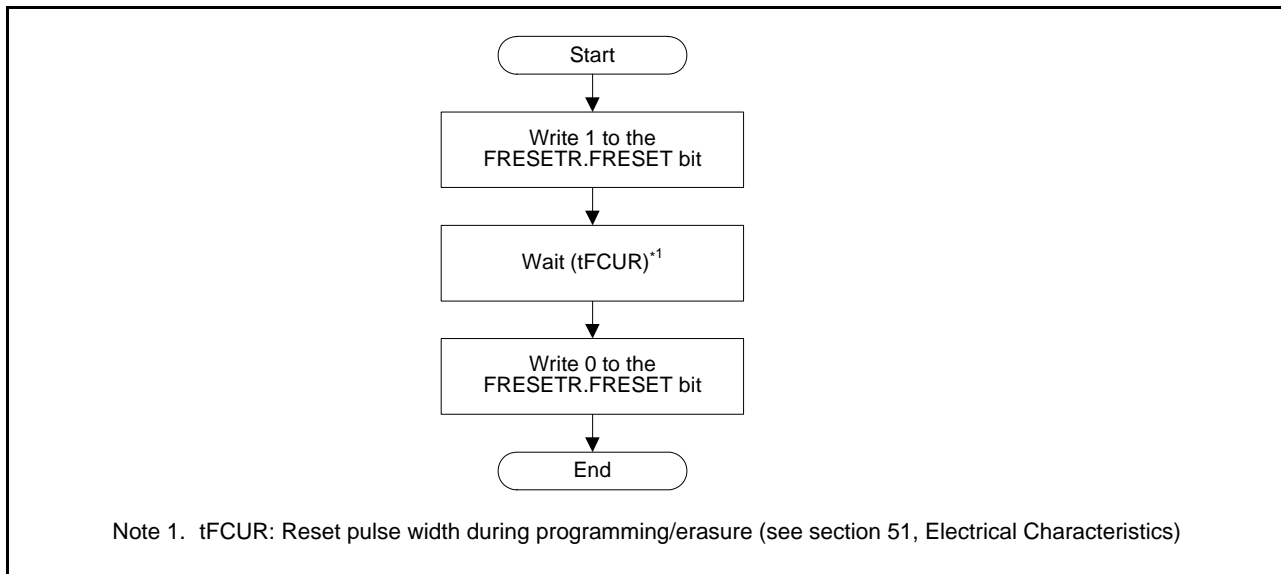 Start
Write 1 to the
FRESETR.FRESET bit
Wait (tFCUR)*1
Write 0 to the
FRESETR.FRESET bit
End
Note 1. tFCUR: Reset pulse width during programming/erasure (see section 51, Electrical Characteristics)